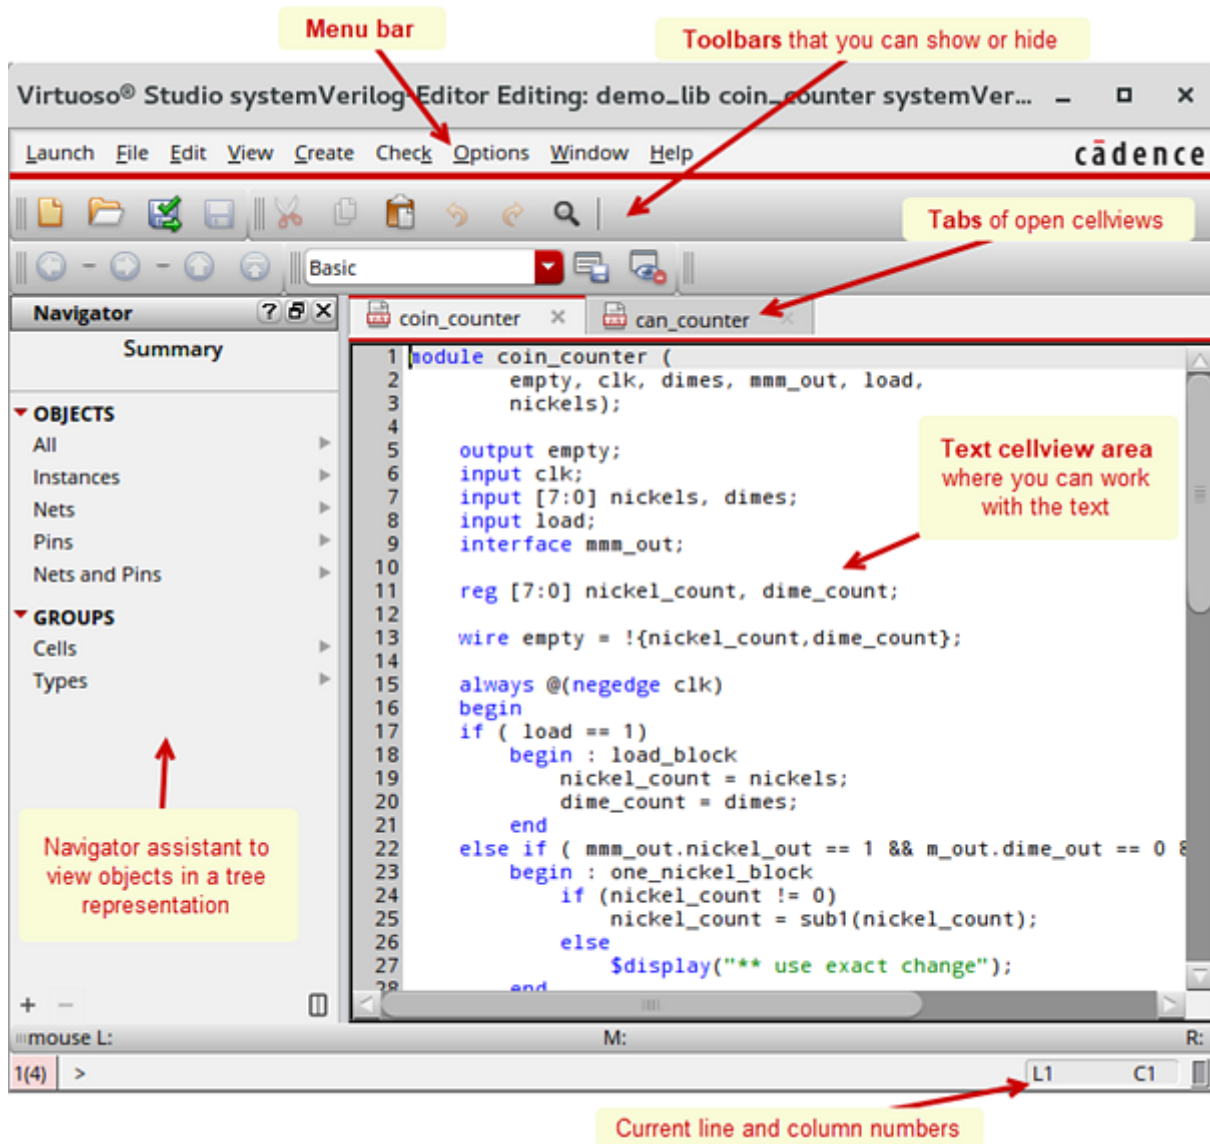 Menu bar
Toolbars that you can show or hide
Virtuoso® Studio systemVerilog-Editor Editing: demo_lib coin_counter systemVer...
Launch File Edit View Create Check Options Window Help
cādence
Tabs of open cellviews
Basic
Navigator
coin_counter
can_counter
Summary
OBJECTS
All
Instances
Nets
Pins
Nets and Pins
GROUPS
Cells
Types
Navigator assistant to
view objects in a tree
representation
1 module coin_counter (
2 empty, clk, dimes, mmm_out, load,
3 nickels);
4
5 output empty;
6 input clk;
7 input [7:0] nickels, dimes;
8 input load;
9 interface mmm_out;
10
11 reg [7:0] nickel_count, dime_count;
12
13 wire empty = !{nickel_count,dime_count};
14
15 always @(negedge clk)
16 begin
17 if ( load == 1)
18 begin : load_block
19 nickel_count = nickels;
20 dime_count = dimes;
21 end
22 else if ( mmm_out.nickel_out == 1 && m_out.dime_out == 0 &
23 begin : one_nickel_block
24 if (nickel_count != 0)
25 nickel_count = sub1(nickel_count);
26 else
27 $display("** use exact change");
28 end
Text cellview area
where you can work
with the text
mouse L: M: R:
1(4) >
L1 C1
Current line and column numbers